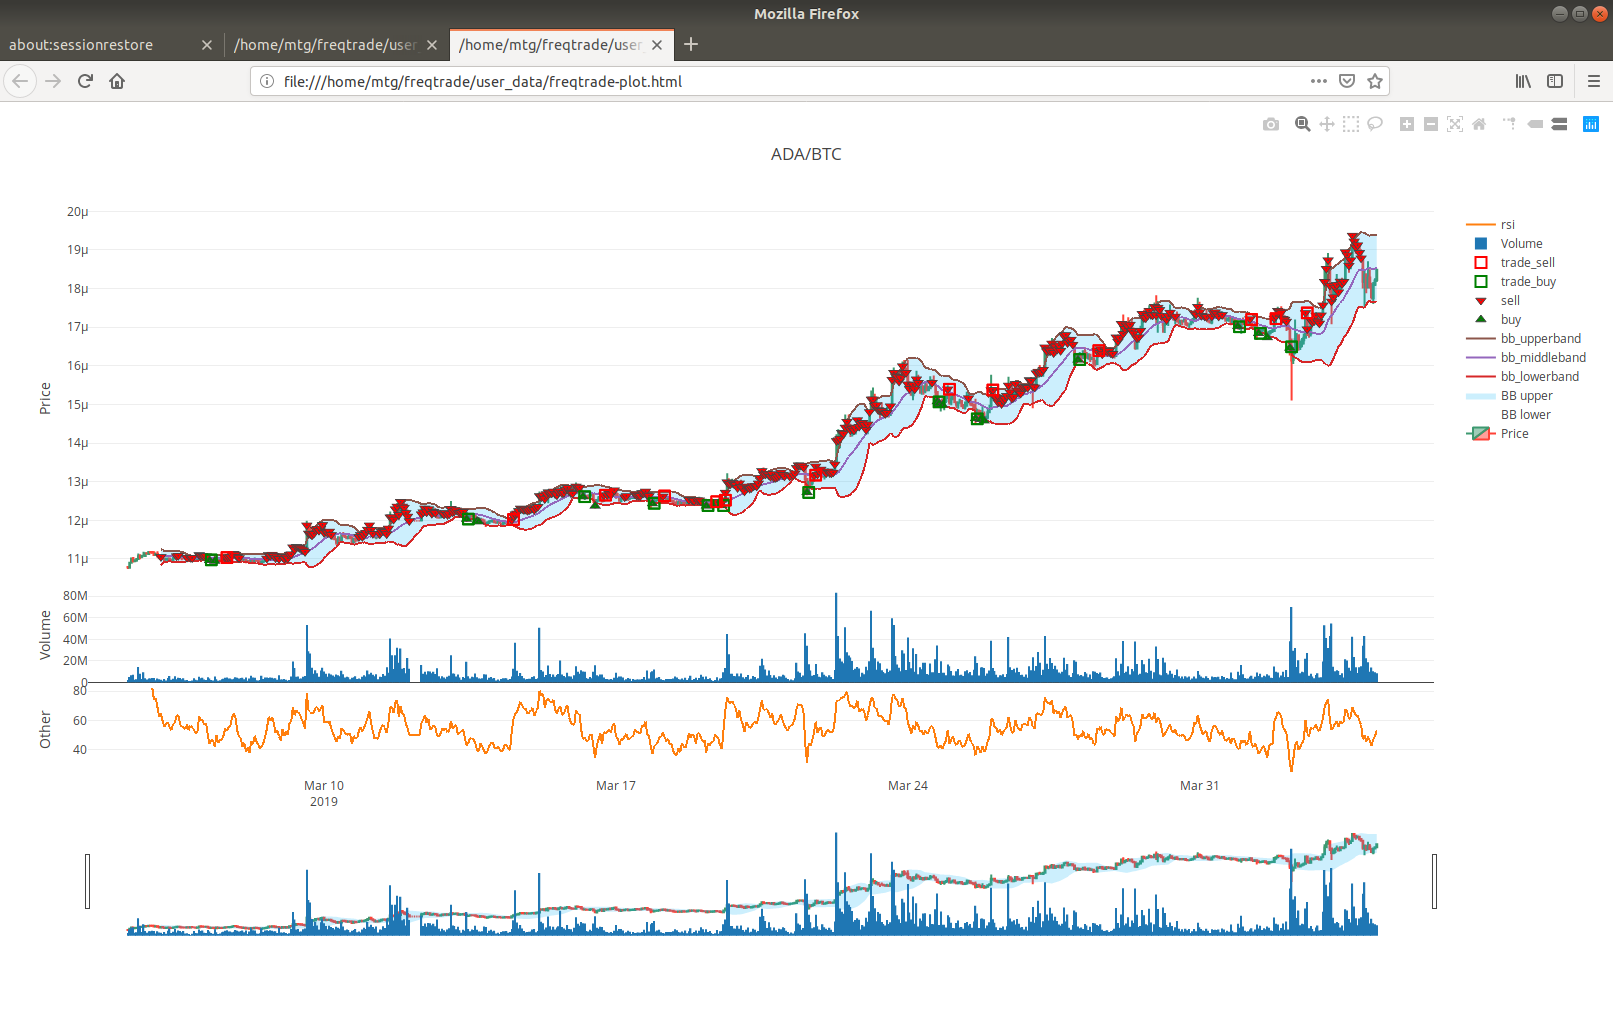 Mozilla Firefox
about:sessionrestore
/home/mtg/freqtrade/user
/home/mtg/freqtrade/user_
file:///home/mtg/freqtrade/user_data/freqtrade-plot.html
ADA/BTC
20μ
19μ
18μ
17μ
16μ
15μ
14μ
13μ
12μ
11μ
Price
80M
60M
40M
20M
0
Volume
80
60
40
Other
Mar 10
2019
Mar 17
Mar 24
Mar 31
rsi
Volume
trade_sell
trade_buy
sell
buy
bb_upperband
bb_middleband
bb_lowerband
BB upper
BB lower
Price